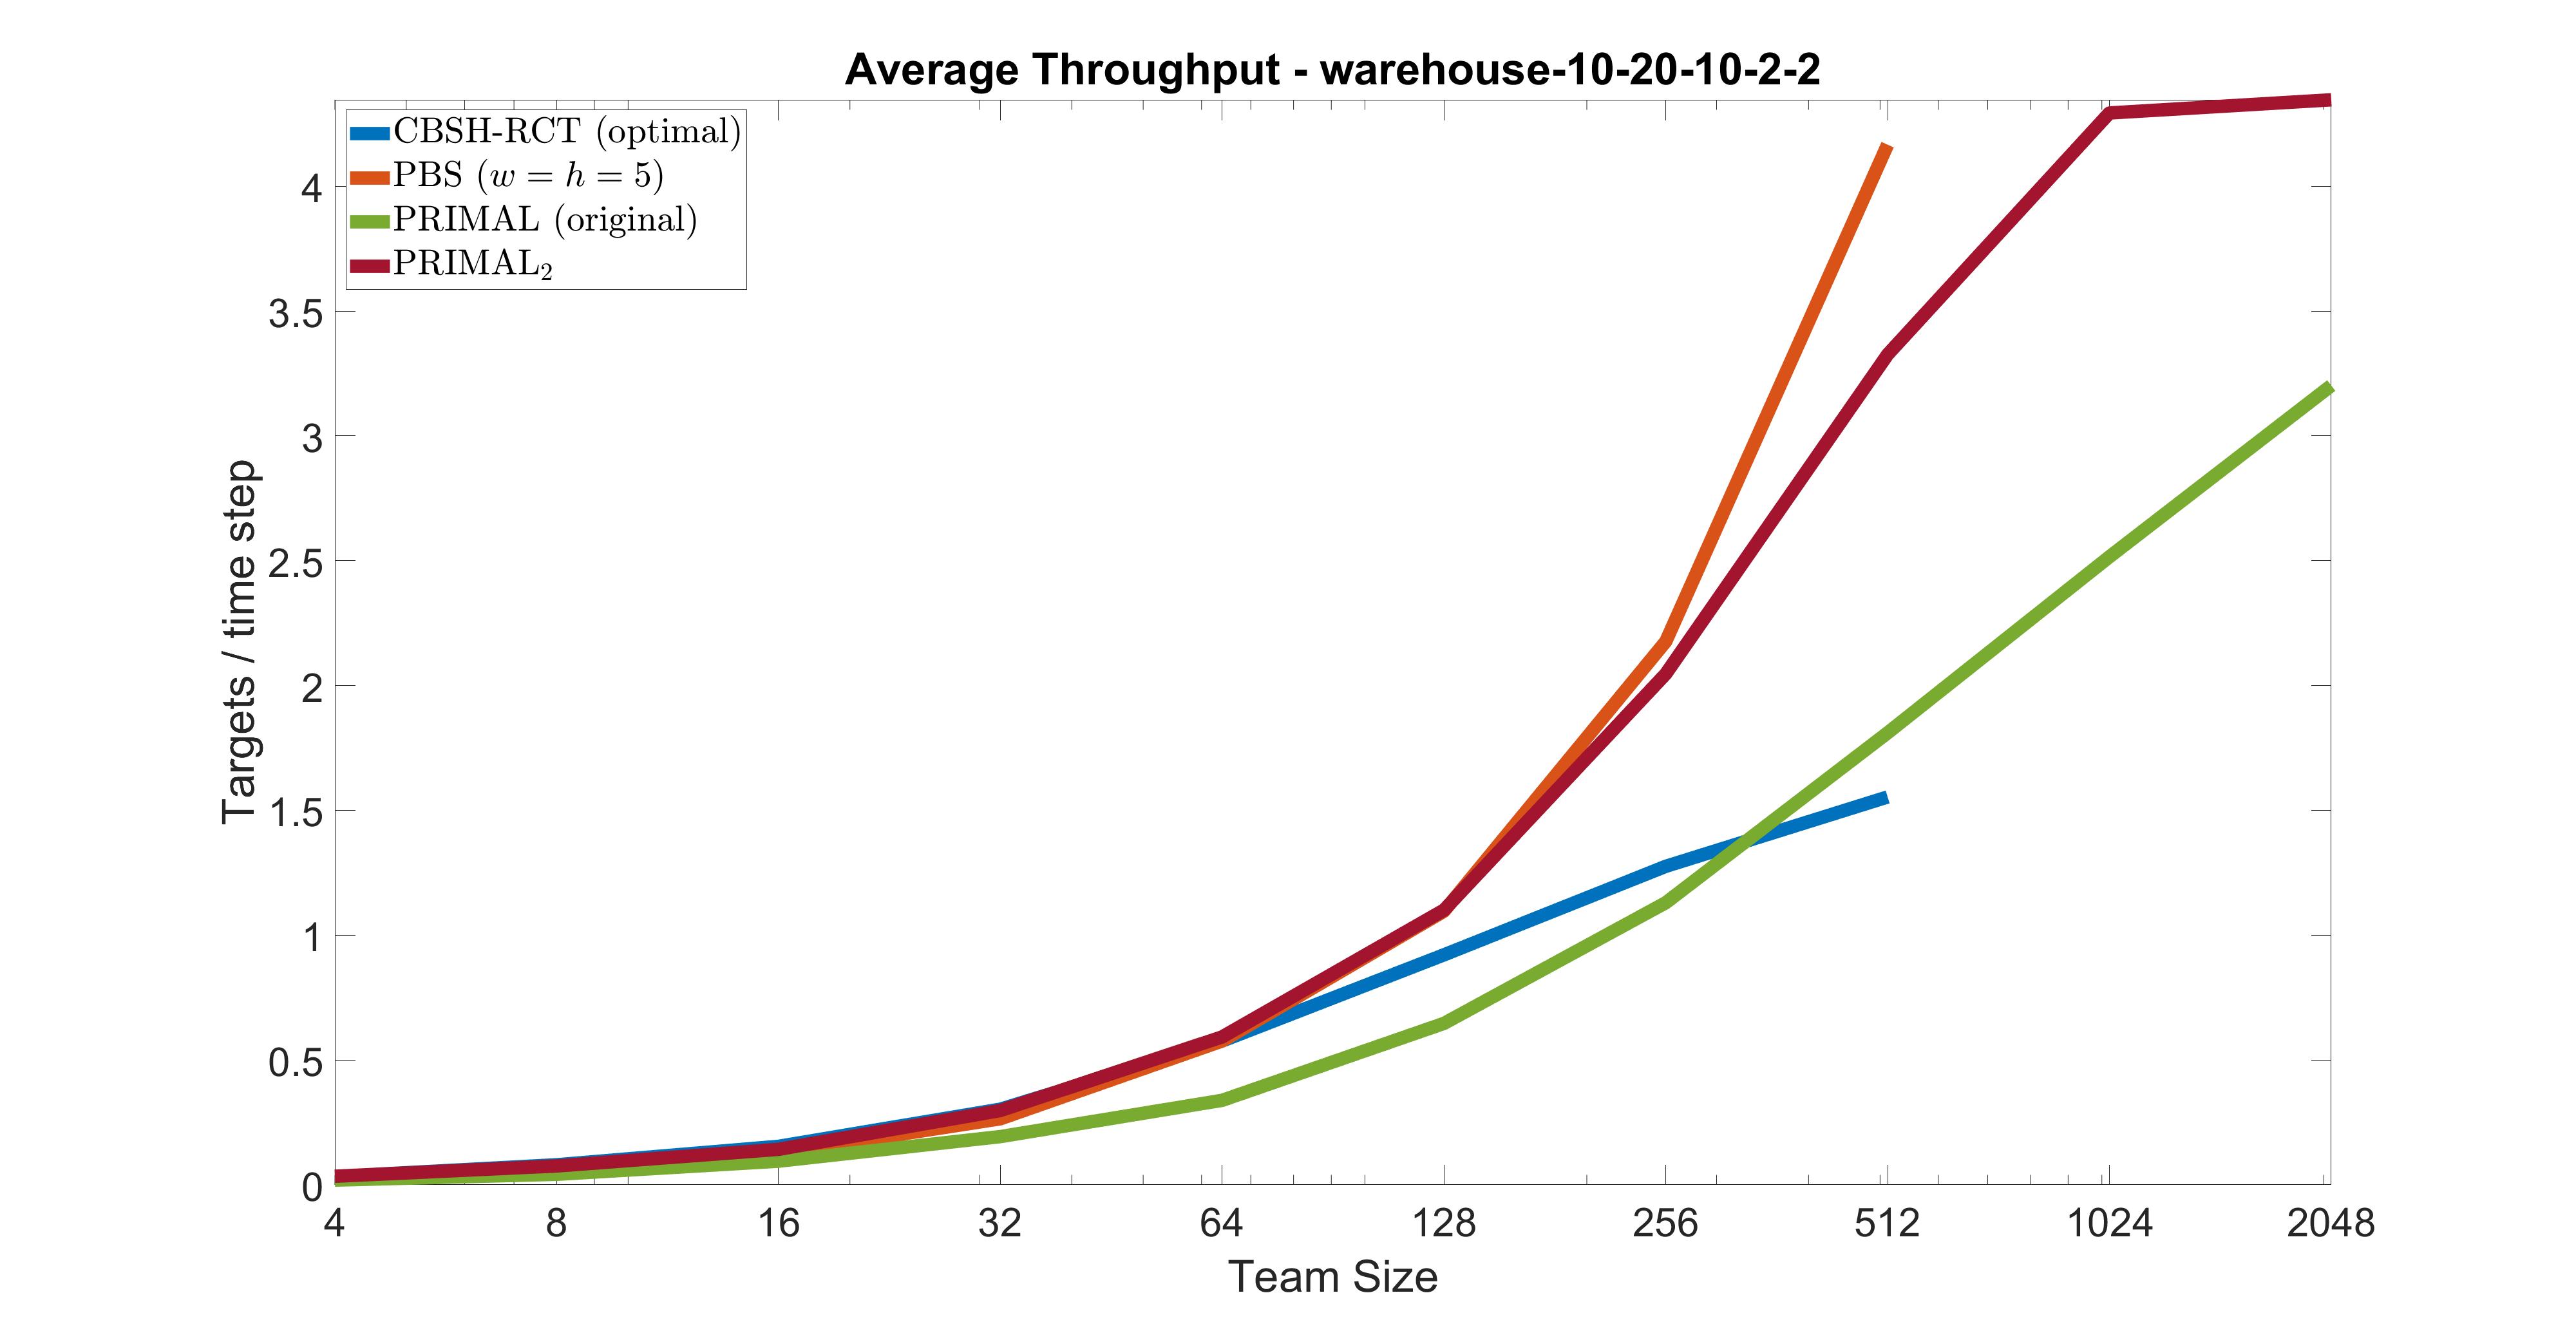 Average Throughput - warehouse-10-20-10-2-2
CBSH-RCT (optimal)
PBS (w = h = 5)
PRIMAL (original)
PRIMAL₂
Targets / time step
4
3.5
3
2.5
2
1.5
1
0.5
0
4 8 16 32 64 128 256 512 1024 2048
Team Size